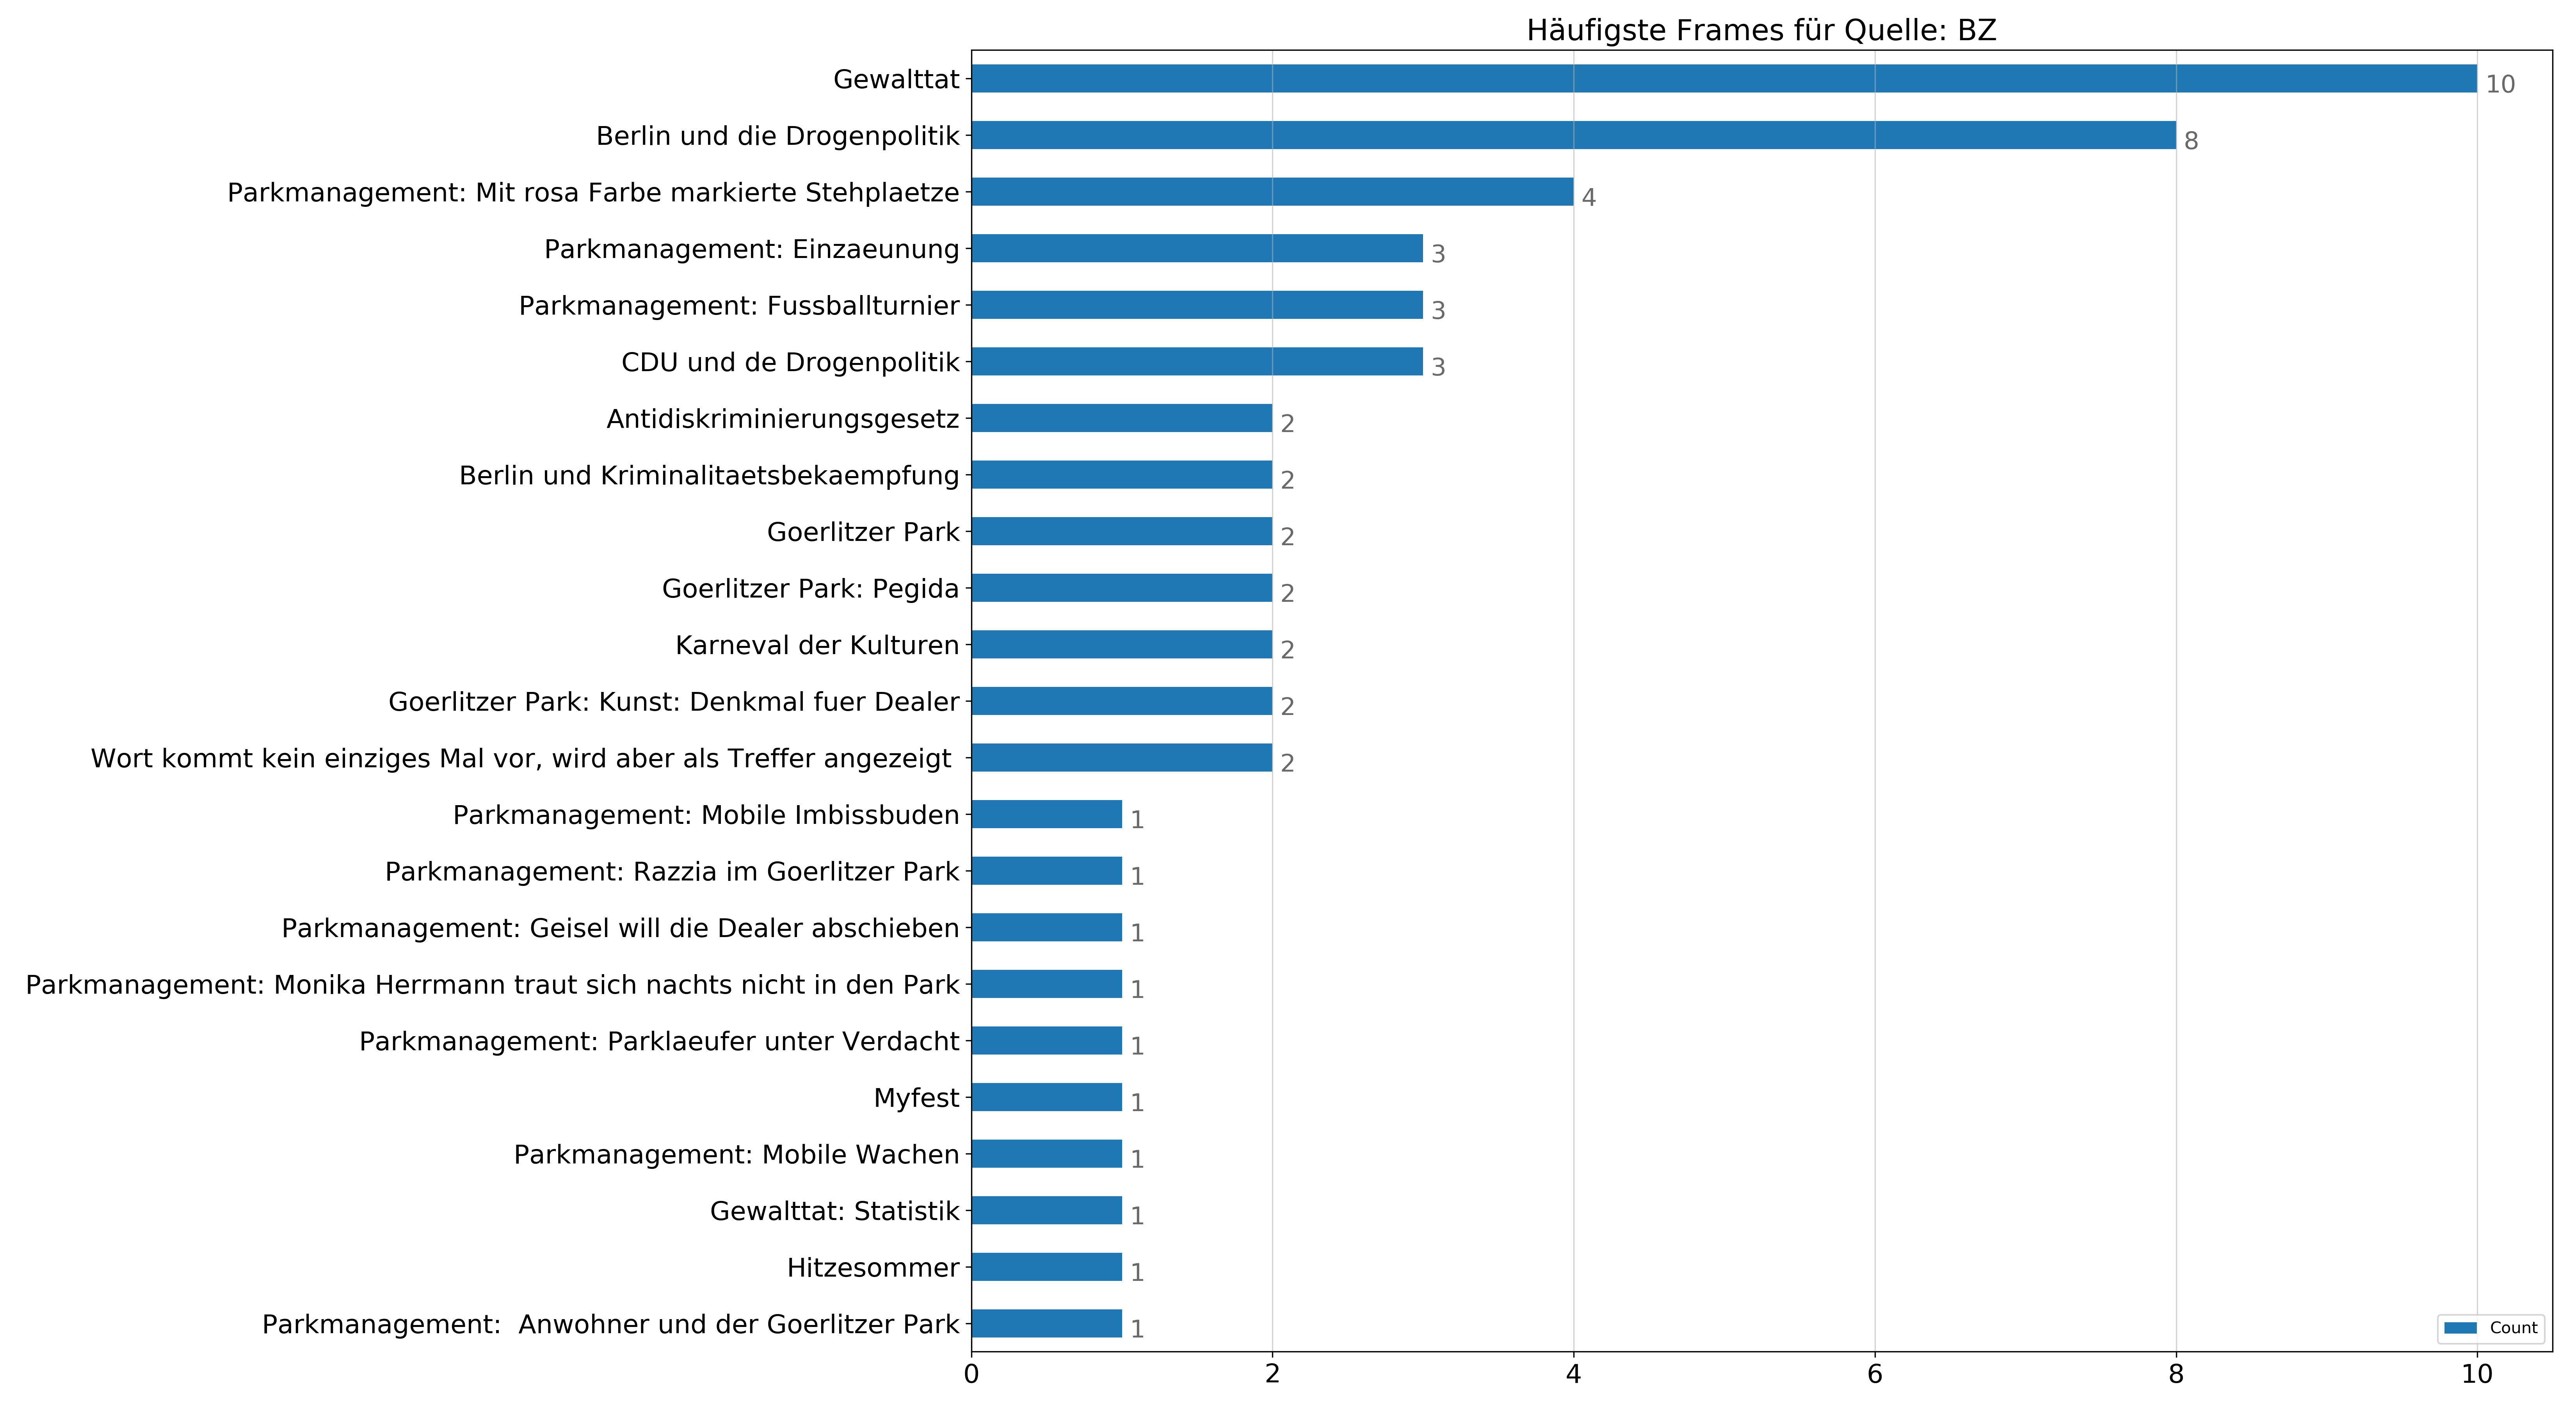 Häufigste Frames für Quelle: BZ
Gewalttat 10
Berlin und die Drogenpolitik 8
Parkmanagement: Mit rosa Farbe markierte Stehplaetze 4
Parkmanagement: Einzaeunung 3
Parkmanagement: Fussballturnier 3
CDU und de Drogenpolitik 3
Antidiskriminierungsgesetz 2
Berlin und Kriminalitaetsbekaempfung 2
Goerlitzer Park 2
Goerlitzer Park: Pegida 2
Karneval der Kulturen 2
Goerlitzer Park: Kunst: Denkmal fuer Dealer 2
Wort kommt kein einziges Mal vor, wird aber als Treffer angezeigt 2
Parkmanagement: Mobile Imbissbuden 1
Parkmanagement: Razzia im Goerlitzer Park 1
Parkmanagement: Geisel will die Dealer abschieben 1
Parkmanagement: Monika Herrmann traut sich nachts nicht in den Park 1
Parkmanagement: Parklaeufer unter Verdacht 1
Myfest 1
Parkmanagement: Mobile Wachen 1
Gewalttat: Statistik 1
Hitzesommer 1
Parkmanagement:  Anwohner und der Goerlitzer Park 1
Count
0 2 4 6 8 10